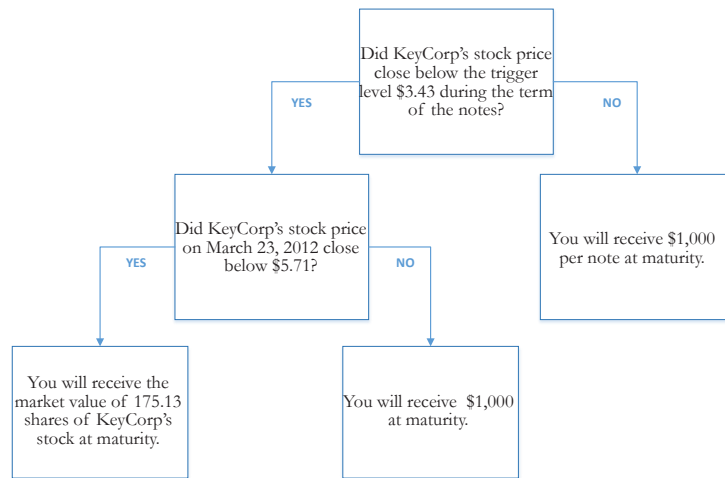 Did KeyCorp's stock price
close below the trigger
level $3.43 during the term
of the notes?
YES
NO
Did KeyCorp's stock price
on March 23, 2012 close
below $5.71?
You will receive $1,000
per note at maturity.
YES
NO
You will receive the
market value of 175.13
shares of KeyCorp's
stock at maturity.
You will receive  $1,000
at maturity.